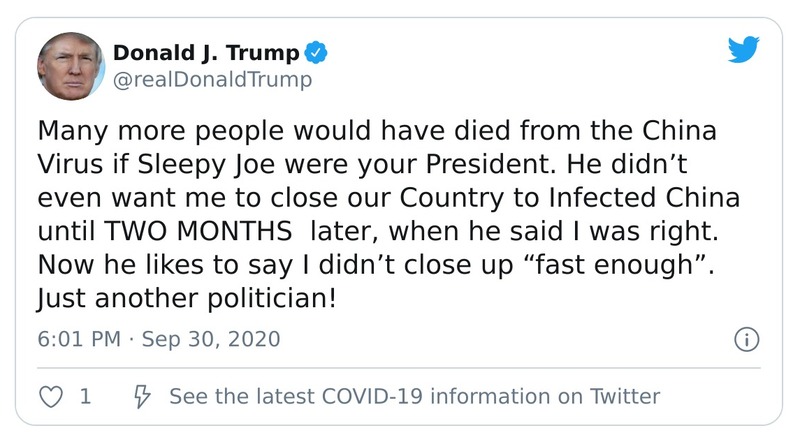 Donald J. Trump
@realDonaldTrump
Many more people would have died from the China
Virus if Sleepy Joe were your President. He didn’t
even want me to close our Country to Infected China
until TWO MONTHS  later, when he said I was right.
Now he likes to say I didn’t close up “fast enough”.
Just another politician!
6:01 PM · Sep 30, 2020
1 See the latest COVID-19 information on Twitter